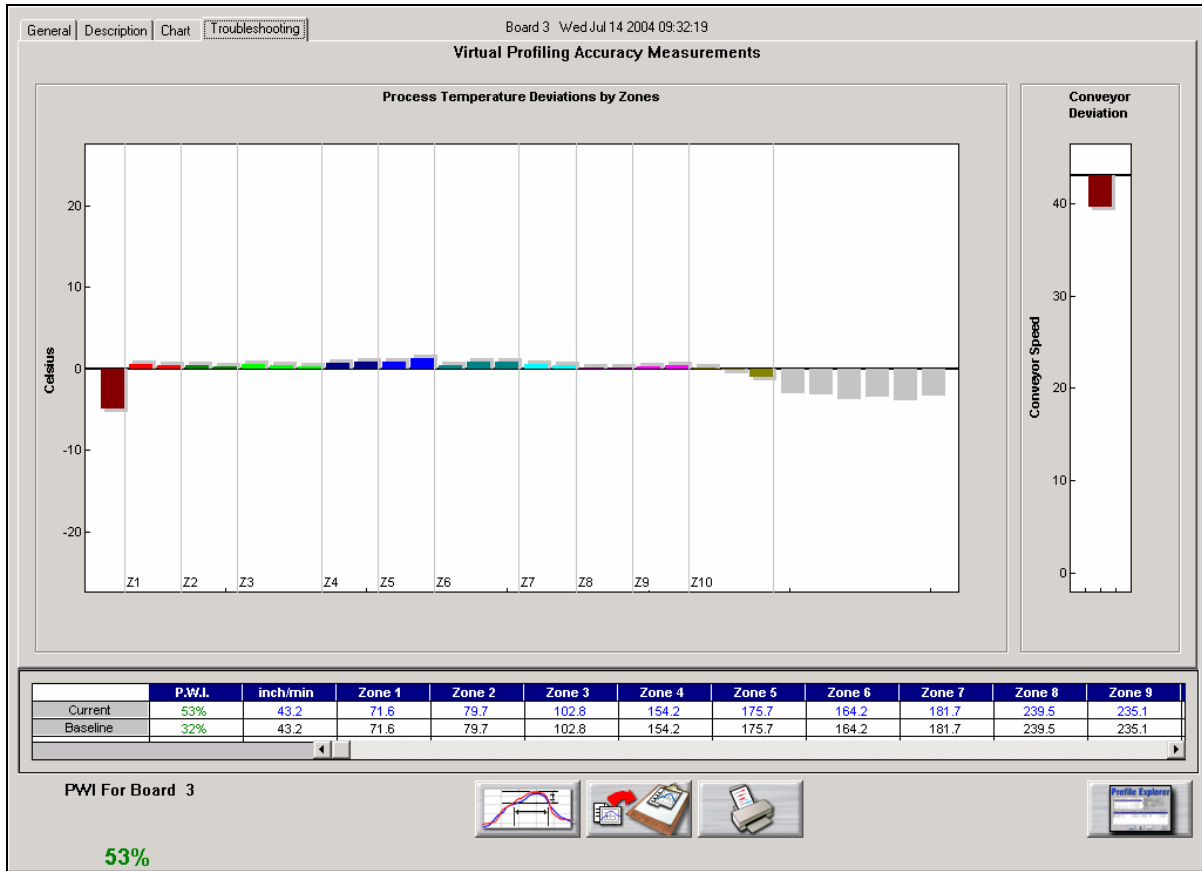 General Description Chart Troubleshooting
Board 3 Wed Jul 14 2004 09:32:19
Virtual Profiling Accuracy Measurements
Process Temperature Deviations by Zones
Conveyor
Deviation
Celsius
20
10
0
-10
-20
Z1 Z2 Z3 Z4 Z5 Z6 Z7 Z8 Z9 Z10
Conveyor Speed
40
30
20
10
0
P.W.I. inch/min Zone 1 Zone 2 Zone 3 Zone 4 Zone 5 Zone 6 Zone 7 Zone 8 Zone 9
Current 53% 43.2 71.6 79.7 102.8 154.2 175.7 164.2 181.7 239.5 235.1
Baseline 32% 43.2 71.6 79.7 102.8 154.2 175.7 164.2 181.7 239.5 235.1
PWI For Board 3
53%
Profile Explorer